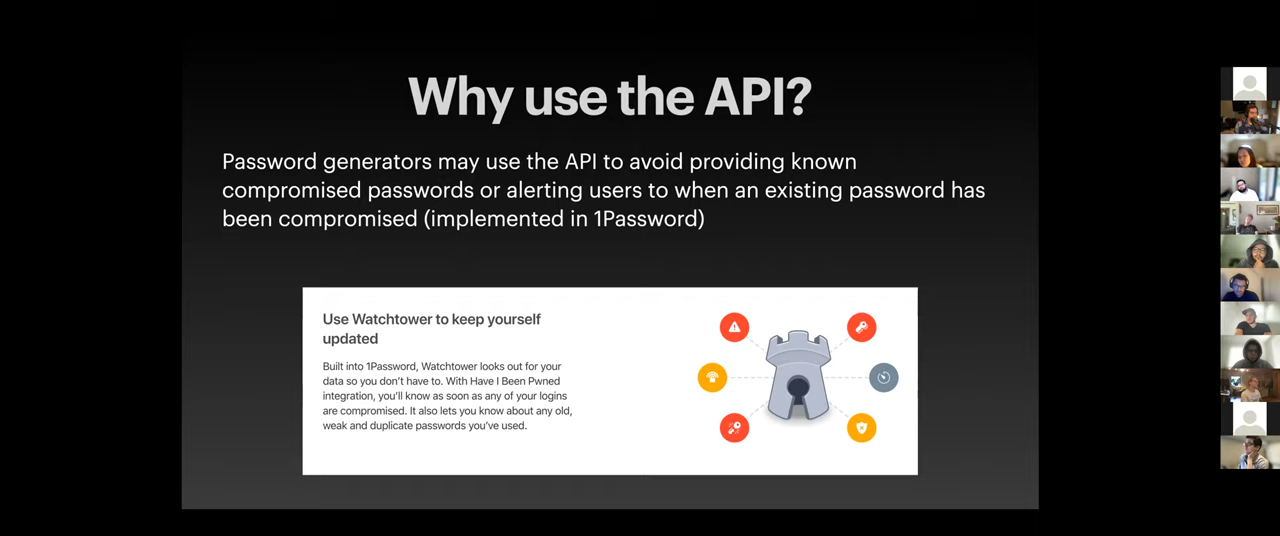 Why use the API?
Password generators may use the API to avoid providing known
compromised passwords or alerting users to when an existing password has
been compromised (implemented in 1Password)
Use Watchtower to keep yourself
updated
Built into 1Password, Watchtower looks out for your
data so you don't have to. With Have I Been Pwned
integration, you'll know as soon as any of your logins
are compromised. It also lets you know about any old,
weak and duplicate passwords you've used.